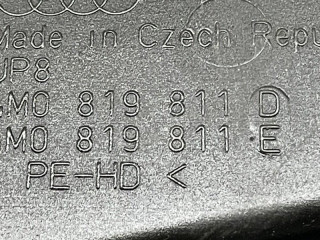 Made in Czech Repu
JP8
4M0 819 811 D
4M0 819 811 E
PE-HD <